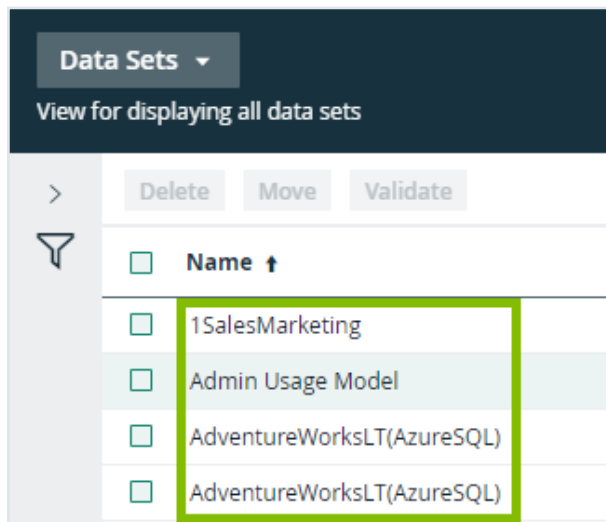 Data Sets
View for displaying all data sets
Delete Move Validate
Name
1SalesMarketing
Admin Usage Model
AdventureWorksLT(AzureSQL)
AdventureWorksLT(AzureSQL)